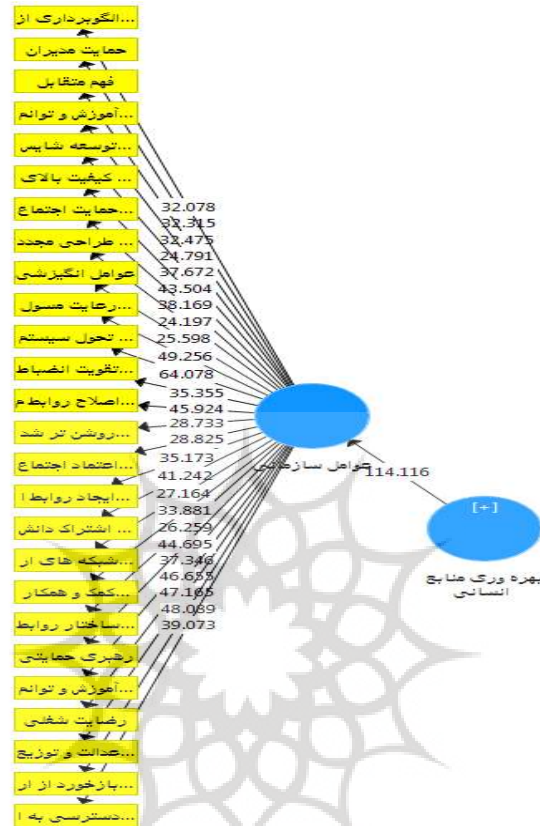 الگوبرداری از...
حمایت مدیران
فهم متقابل
آموزش و توانم...
توسعه شایس...
کیفیت بالای ...
حمایت اجتماع...
طراحی مجدد ...
عوامل انگیزشی
رعایت مسول...
تحول سیستم ...
تقویت انضباط...
اصلاح روابط م...
روشن تر شد...
اعتماد اجتماع...
ایجاد روابط ا...
اشتراک دانش ...
شبکه های ار...
کمک و همکار...
ساختار روابط...
رهبری حمایتی
آموزش و توانم...
رضایت شغلی
عدالت و توزیع...
بازخورد از ار...
دسترسی به ا...
32.078
32.315
32.475
24.791
37.672
43.504
38.169
24.197
25.598
49.256
64.078
35.355
45.924
28.733
28.825
35.173
41.242
27.164
33.881
26.259
44.695
37.346
46.655
47.165
48.089
39.073
عوامل سازمانی
114.116
[+]
بهره وری منابع
انسانی